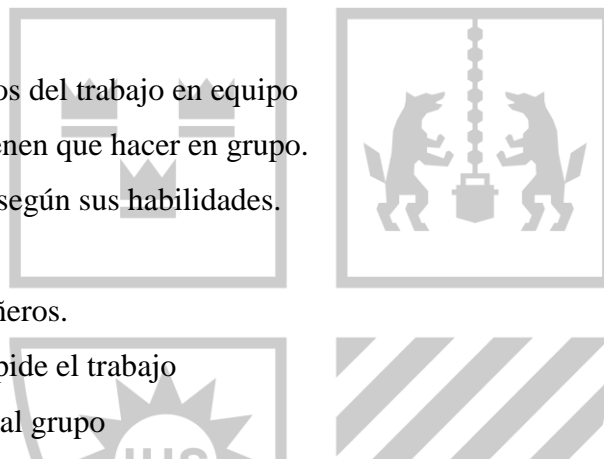 os del trabajo en equipo
enen que hacer en grupo.
según sus habilidades.
ñeros.
pide el trabajo
al grupo
IHS